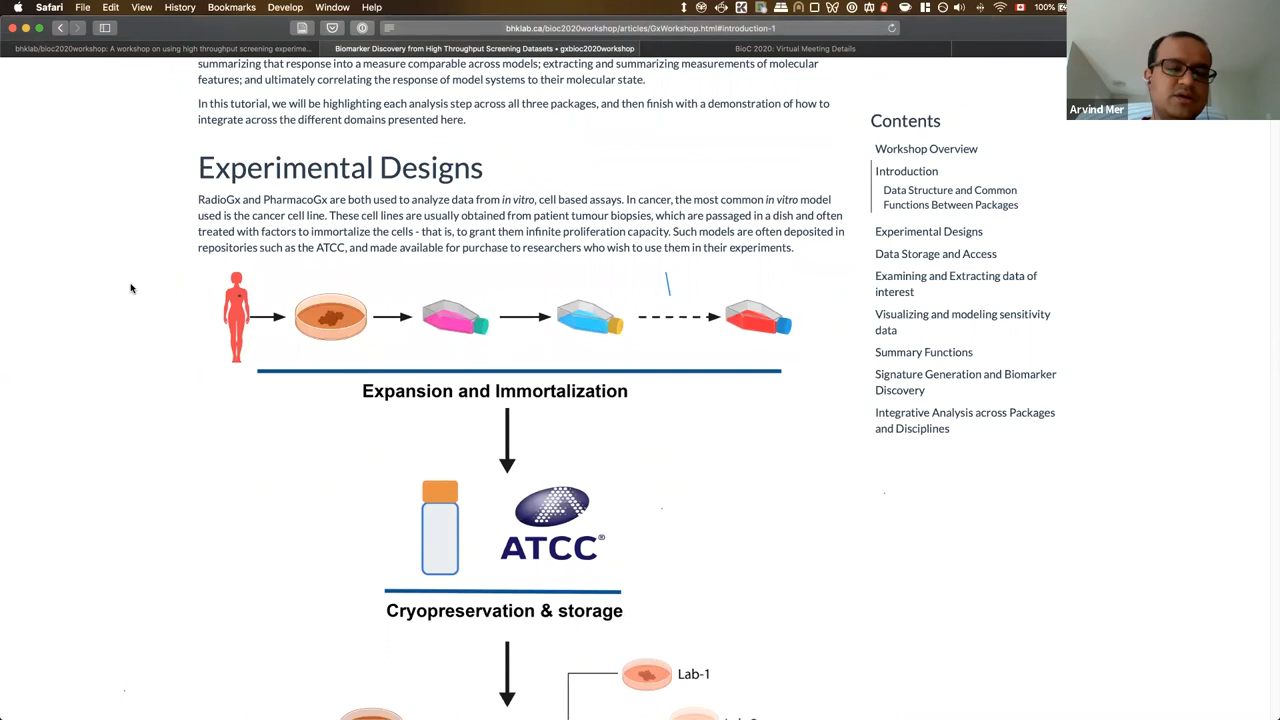 Safari File Edit View History Bookmarks Develop Window Help 100%
bhklab.ca/bioc2020workshop/articles/GxWorkshop.html#introduction-1
bhklab/bioc2020workshop: A workshop on using high throughput screening experime...
Biomarker Discovery from High Throughput Screening Datasets • gxbioc2020workshop
BioC 2020: Virtual Meeting Details
Arvind Mer
summarizing that response into a measure comparable across models; extracting and summarizing measurements of molecular
features; and ultimately correlating the response of model systems to their molecular state.
In this tutorial, we will be highlighting each analysis step across all three packages, and then finish with a demonstration of how to
integrate across the different domains presented here.
Experimental Designs
RadioGx and PharmacoGx are both used to analyze data from in vitro, cell based assays. In cancer, the most common in vitro model
used is the cancer cell line. These cell lines are usually obtained from patient tumour biopsies, which are passaged in a dish and often
treated with factors to immortalize the cells - that is, to grant them infinite proliferation capacity. Such models are often deposited in
repositories such as the ATCC, and made available for purchase to researchers who wish to use them in their experiments.
Expansion and Immortalization
ATCC®
Cryopreservation & storage
Lab-1
Contents
Workshop Overview
Introduction
Data Structure and Common
Functions Between Packages
Experimental Designs
Data Storage and Access
Examining and Extracting data of
interest
Visualizing and modeling sensitivity
data
Summary Functions
Signature Generation and Biomarker
Discovery
Integrative Analysis across Packages
and Disciplines